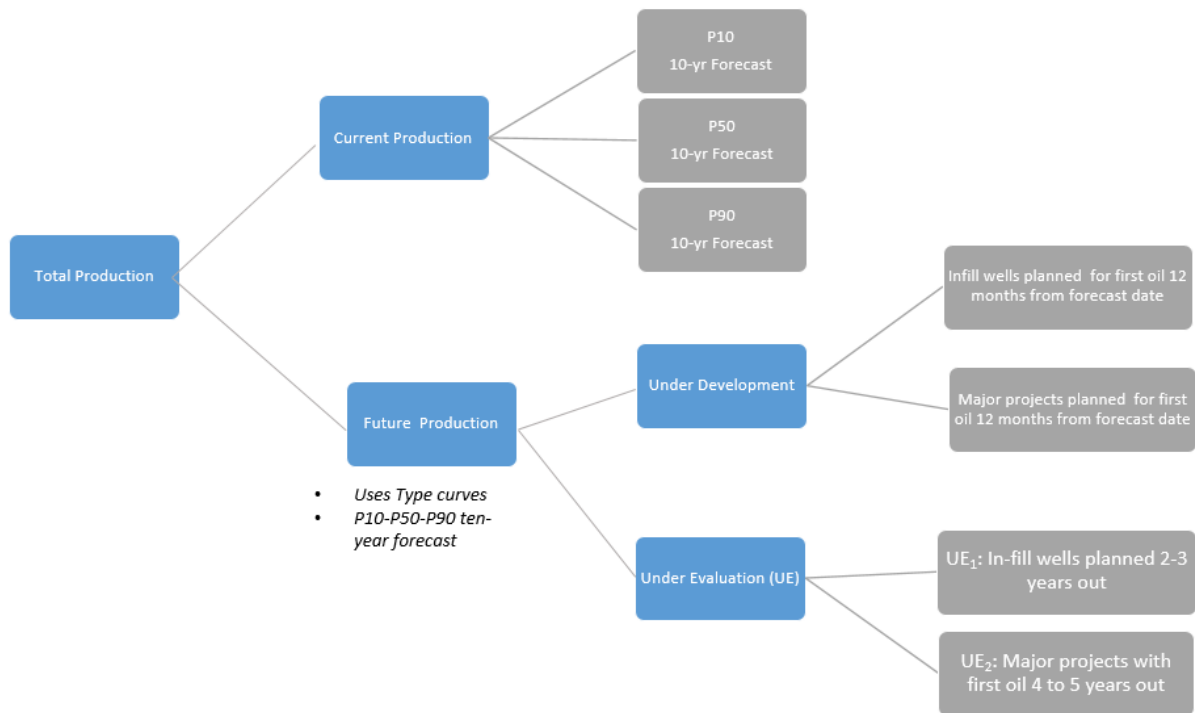 P10
10-yr Forecast
Current Production
P50
10-yr Forecast
P90
10-yr Forecast
Total Production
Infill wells planned  for first oil 12
months from forecast date
Under Development
Major projects planned  for first
oil 12 months from forecast date
Future  Production
• Uses Type curves
• P10-P50-P90 ten-
year forecast
Under Evaluation (UE)
UE₁: In-fill wells planned 2-3
years out
UE₂: Major projects with
first oil 4 to 5 years out